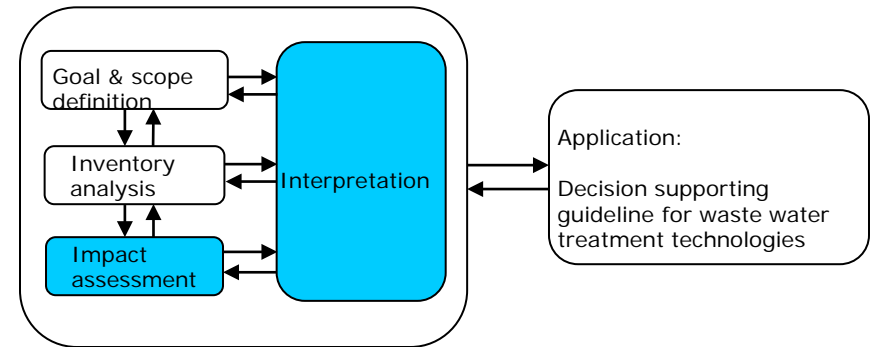 Goal & scope
definition
Inventory
analysis
Impact
assessment
Interpretation
Application:
Decision supporting
guideline for waste water
treatment technologies